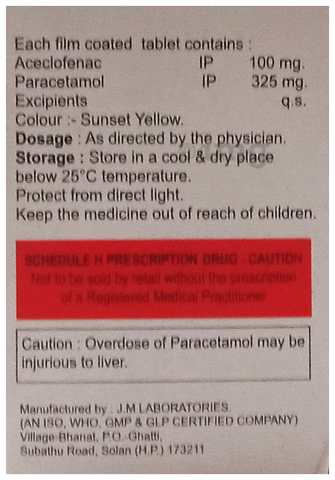 Each film coated tablet contains :
Aceclofenac IP 100 mg.
Paracetamol IP 325 mg.
Excipients q.s.
Colour :- Sunset Yellow.
Dosage : As directed by the physician.
Storage : Store in a cool & dry place
below 25°C temperature.
Protect from direct light.
Keep the medicine out of reach of children.
SCHEDULE H PRESCRIPTION DRUG - CAUTION
Not to be sold by retail without the prescription
of a Registered Medical Practitioner
Caution : Overdose of Paracetamol may be
injurious to liver.
Manufactured by : J.M LABORATORIES
(AN ISO, WHO, GMP & GLP CERTIFIED COMPANY)
Village-Bhanat, P.O.-Ghatti,
Subathu Road, Solan (H.P.) 173211